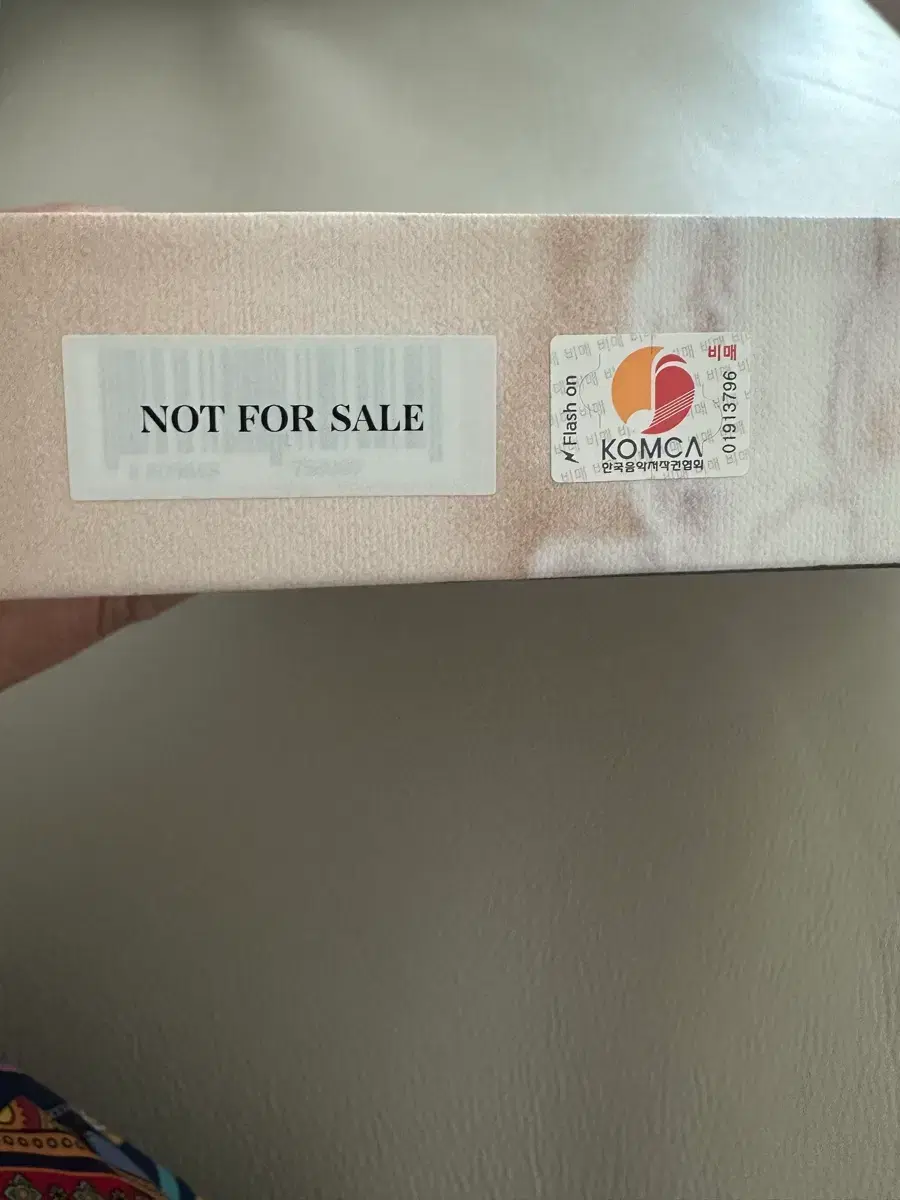 NOT FOR SALE
비매
Flash on
01913796
KOMCA
한국음악저작권협회